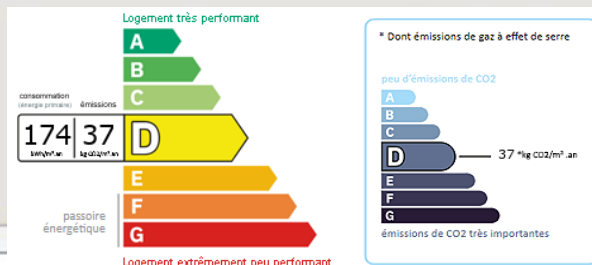 Logement très performant
A
B
C
consommation
(énergie primaire)
émissions
174
37
kWh/m².an
kg CO2/m².an
D
E
F
G
passoire
énergétique
Logement extrêmement peu performant
* Dont émissions de gaz à effet de serre
peu d'émissions de CO2
A
B
C
D
37 *kg CO2/m² .an
E
F
G
émissions de CO2 très importantes